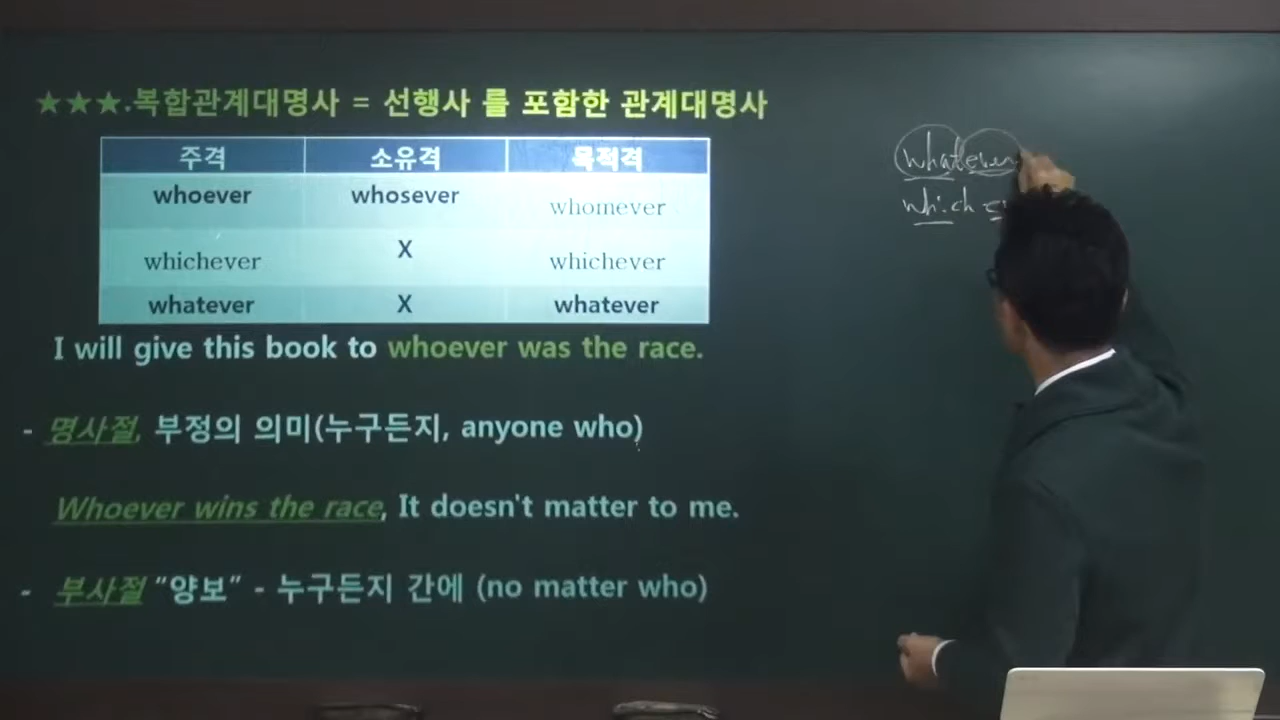 ★★★.복합관계대명사 = 선행사 를 포함한 관계대명사
주격 소유격 목적격
whoever whosever whomever
whichever X whichever
whatever X whatever
I will give this book to whoever was the race.
- 명사절, 부정의 의미(누구든지, anyone who)
Whoever wins the race, It doesn't matter to me.
- 부사절 “양보” - 누구든지 간에 (no matter who)
whatever
which